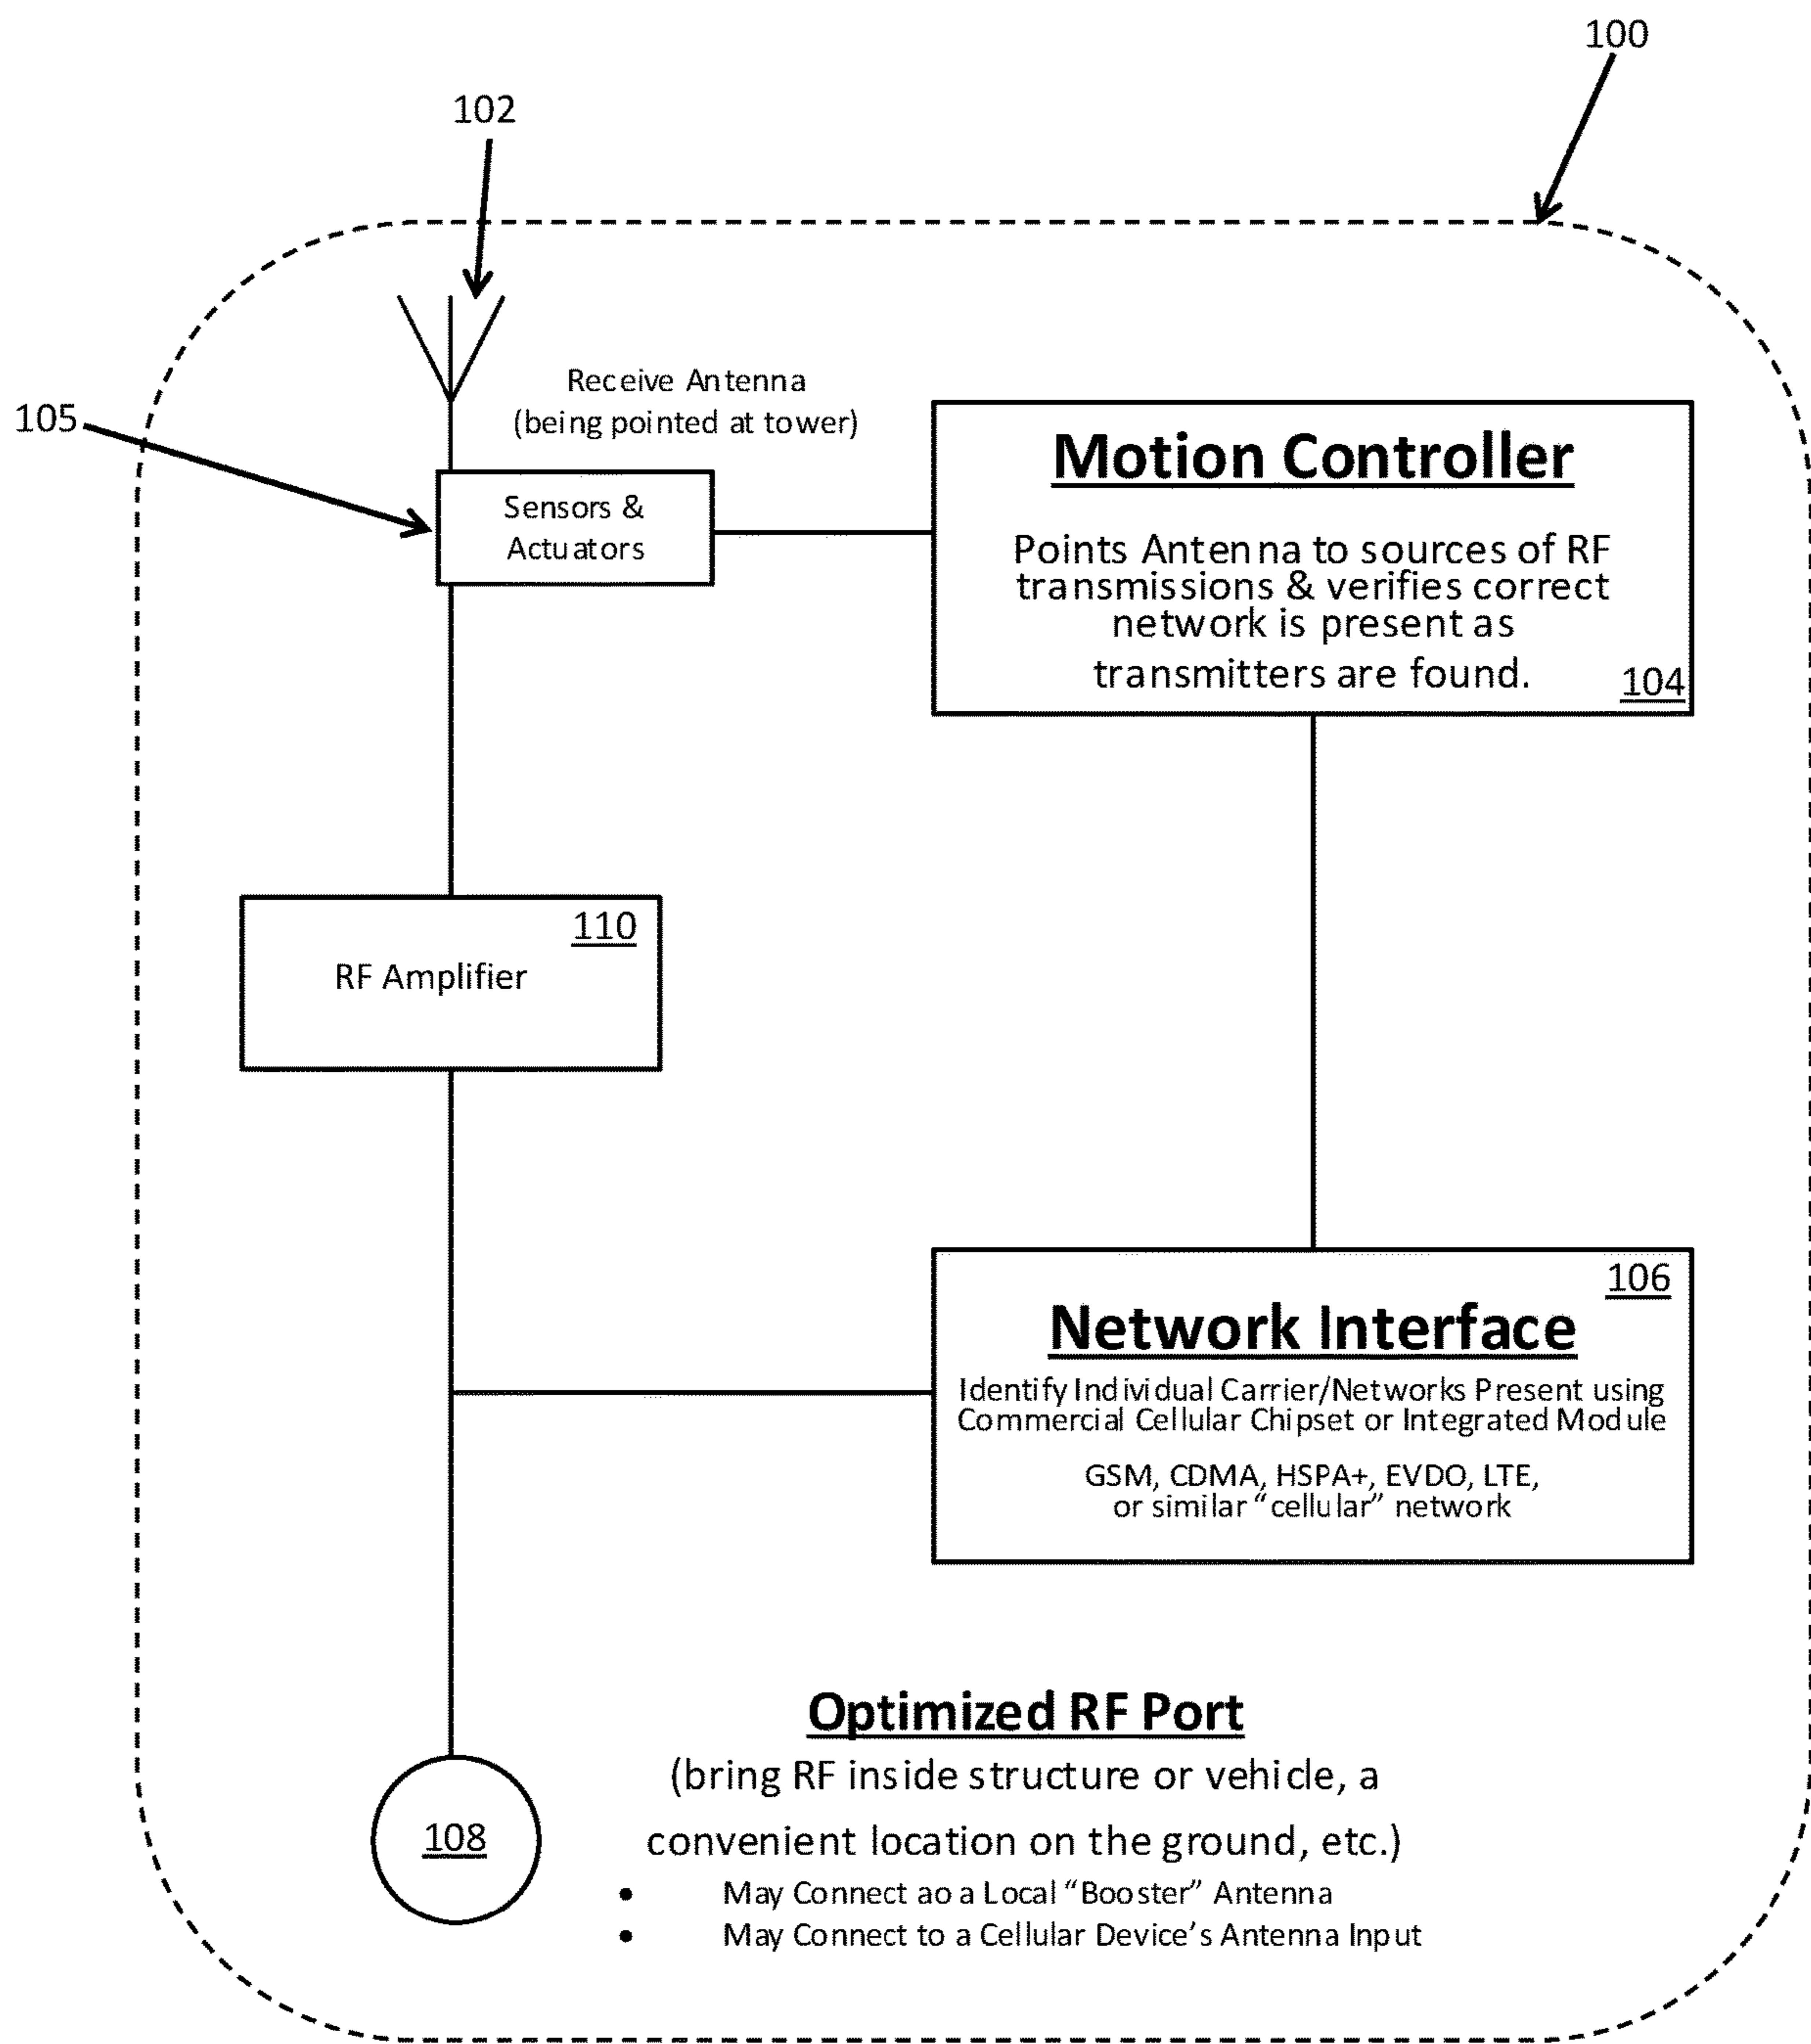 100
102
Receive Antenna
(being pointed at tower)
105
Sensors &
Actuators
Motion Controller
Points Antenna to sources of RF
transmissions & verifies correct
network is present as
transmitters are found.
104
110
RF Amplifier
106
Network Interface
Identify Individual Carrier/Networks Present using
Commercial Cellular Chipset or Integrated Module
GSM, CDMA, HSPA+, EVDO, LTE,
or similar “cellular” network
Optimized RF Port
(bring RF inside structure or vehicle, a
convenient location on the ground, etc.)
• May Connect ao a Local “Booster” Antenna
• May Connect to a Cellular Device’s Antenna Input
108